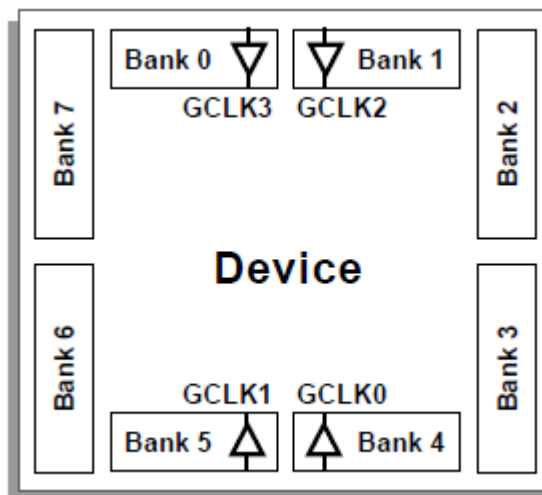 Bank 0
Bank 1
GCLK3
GCLK2
Bank 7
Bank 2
Device
Bank 6
Bank 3
GCLK1
GCLK0
Bank 5
Bank 4